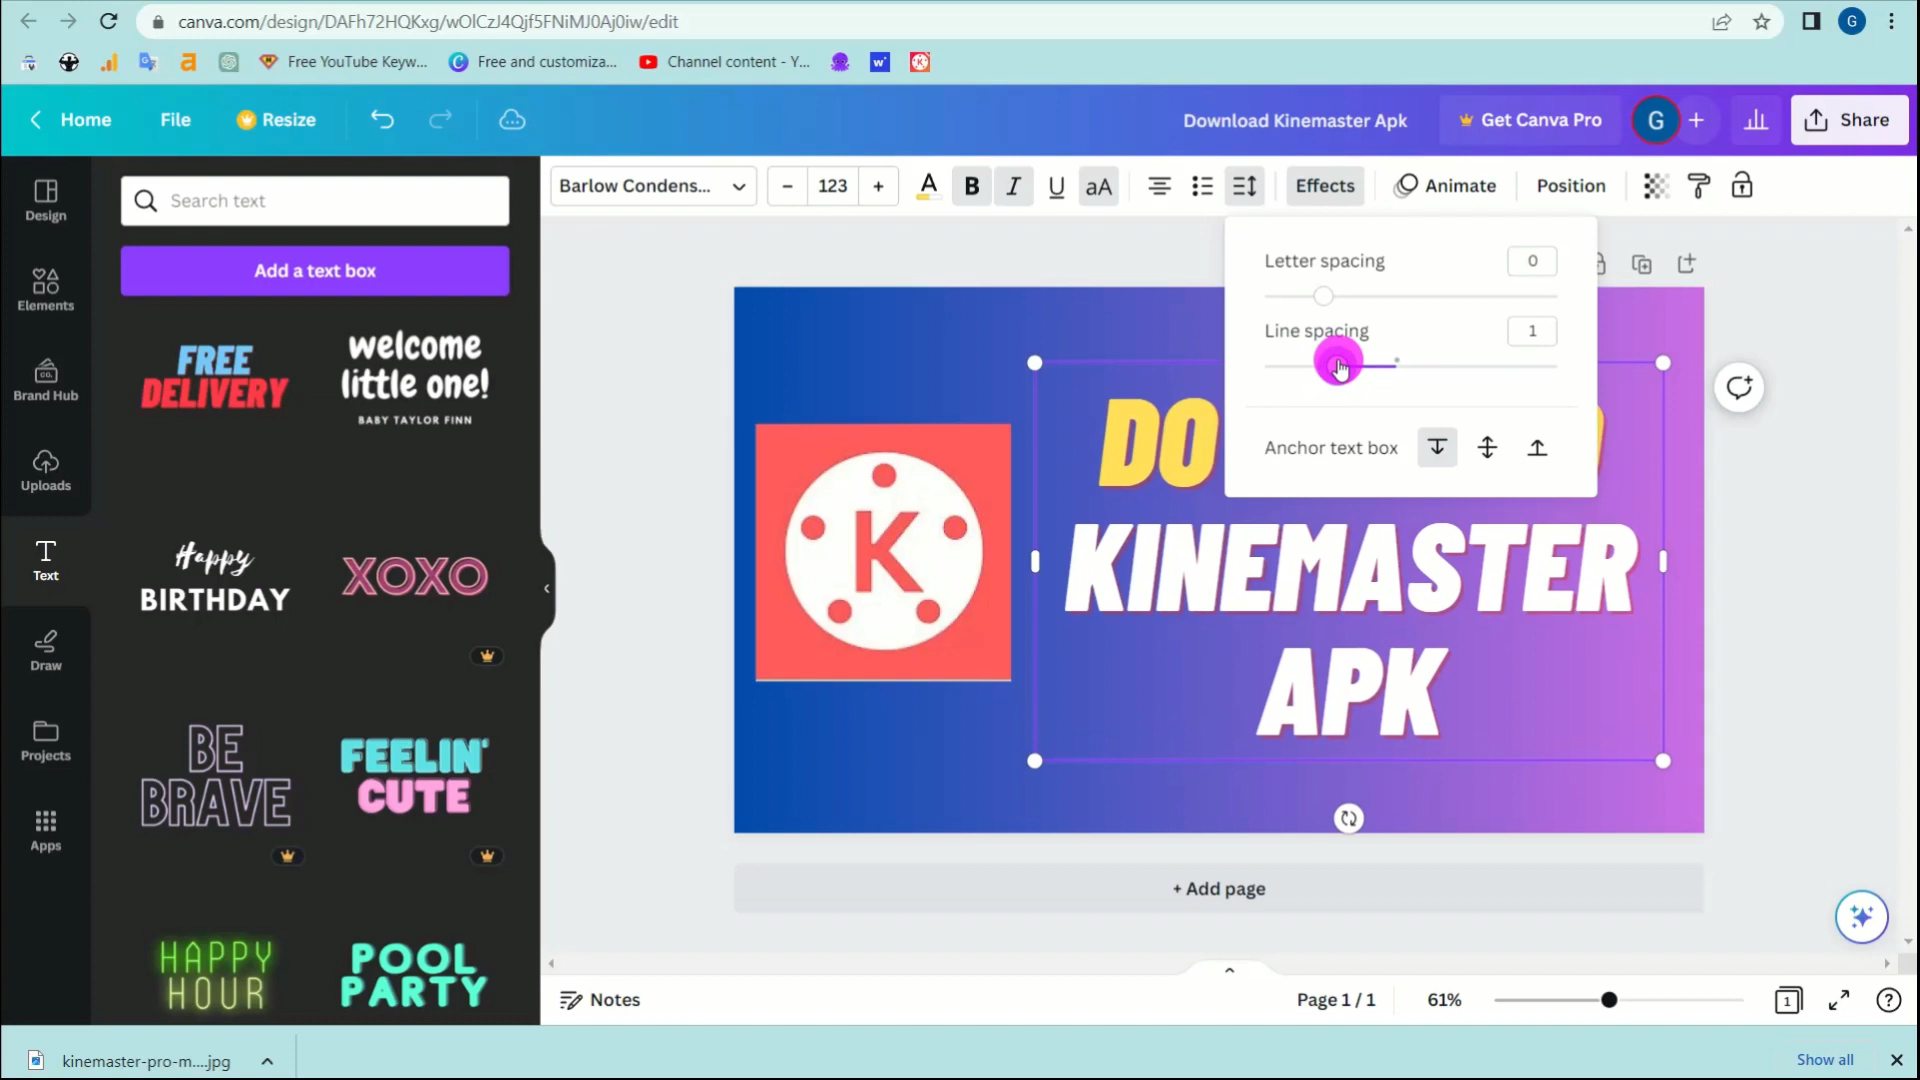 canva.com/design/DAFh72HQKxg/wOlCzJ4Qjf5FNiMJ0Aj0iw/edit
G
Free YouTube Keyw...
Free and customiza...
Channel content - Y...
Home
File
Resize
Download Kinemaster Apk
Get Canva Pro
G
Share
Barlow Condens...
123
B
I
U
aA
Effects
Animate
Position
Design
Elements
Brand Hub
Uploads
Text
Draw
Projects
Apps
Search text
Add a text box
FREE
DELIVERY
welcome
little one!
BABY TAYLOR FINN
Happy
BIRTHDAY
XOXO
BE
BRAVE
FEELIN'
CUTE
HAPPY
HOUR
POOL
PARTY
Letter spacing
0
Line spacing
1
Anchor text box
K
DO
KINEMASTER
APK
+ Add page
Notes
Page 1 / 1
61%
1
kinemaster-pro-m....jpg
Show all